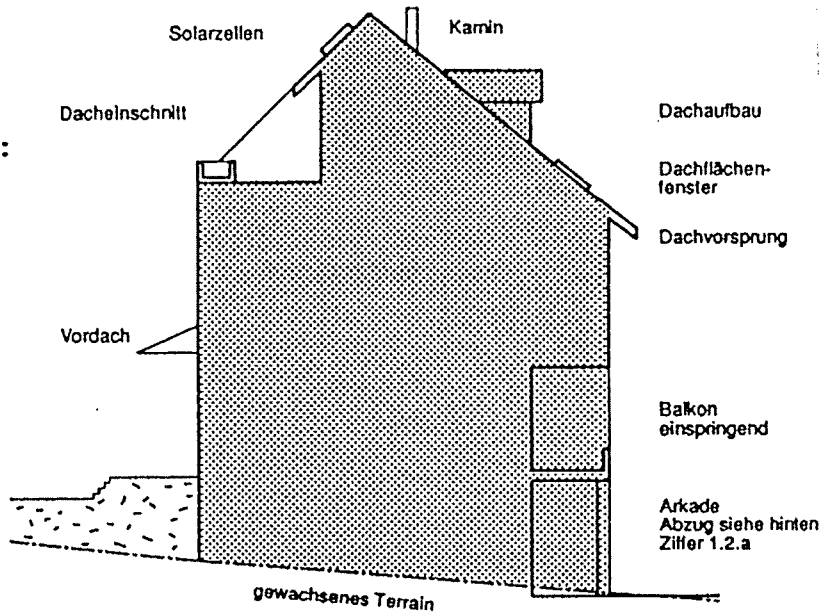 Solarzellen
Kamin
Dacheinschnitt
Dachaufbau
Dachflächen-
fenster
Dachvorsprung
Vordach
Balkon
einspringend
Arkade
Abzug siehe hinten
Ziffer 1.2.a
gewachsenes Terrain